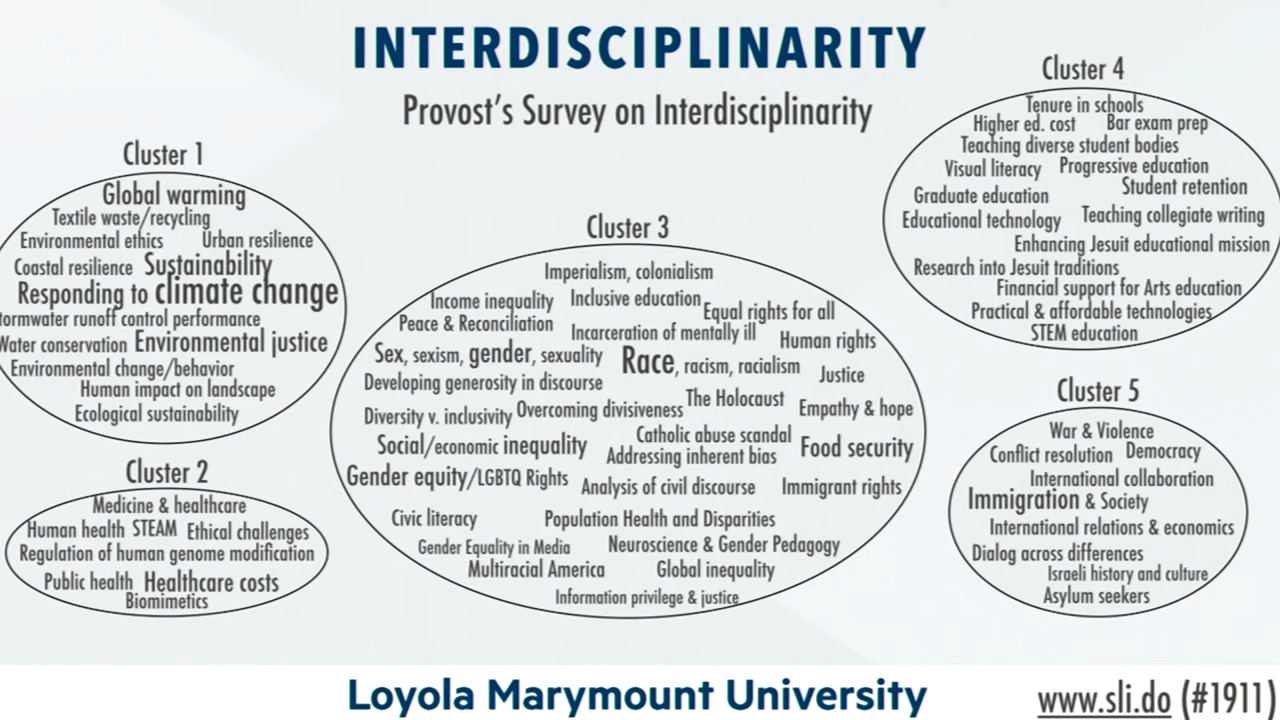 INTERDISCIPLINARITY
Provost's Survey on Interdisciplinarity
Cluster 1
Global warming
Textile waste/recycling
Environmental ethics Urban resilience
Coastal resilience Sustainability
Responding to climate change
tormwater runoff control performance
Water conservation Environmental justice
Environmental change/behavior
Human impact on landscape
Ecological sustainability
Cluster 2
Medicine & healthcare
Human health STEAM Ethical challenges
Regulation of human genome modification
Public health Healthcare costs
Biomimetics
Cluster 3
Imperialism, colonialism
Income inequality Inclusive education Equal rights for all
Peace & Reconciliation Incarceration of mentally ill Human rights
Sex, sexism, gender, sexuality Race, racism, racialism Justice
Developing generosity in discourse The Holocaust
Diversity v. inclusivity Overcoming divisiveness Empathy & hope
Social/economic inequality Catholic abuse scandal Food security
Addressing inherent bias
Gender equity/LGBTQ Rights Analysis of civil discourse Immigrant rights
Civic literacy Population Health and Disparities
Gender Equality in Media Neuroscience & Gender Pedagogy
Multiracial America Global inequality
Information privilege & justice
Cluster 4
Tenure in schools
Higher ed. cost Bar exam prep
Teaching diverse student bodies
Visual literacy Progressive education
Graduate education Student retention
Educational technology Teaching collegiate writing
Enhancing Jesuit educational mission
Research into Jesuit traditions
Financial support for Arts education
Practical & affordable technologies
STEM education
Cluster 5
War & Violence
Conflict resolution Democracy
International collaboration
Immigration & Society
International relations & economics
Dialog across differences
Israeli history and culture
Asylum seekers
Loyola Marymount University
www.sli.do (#1911)